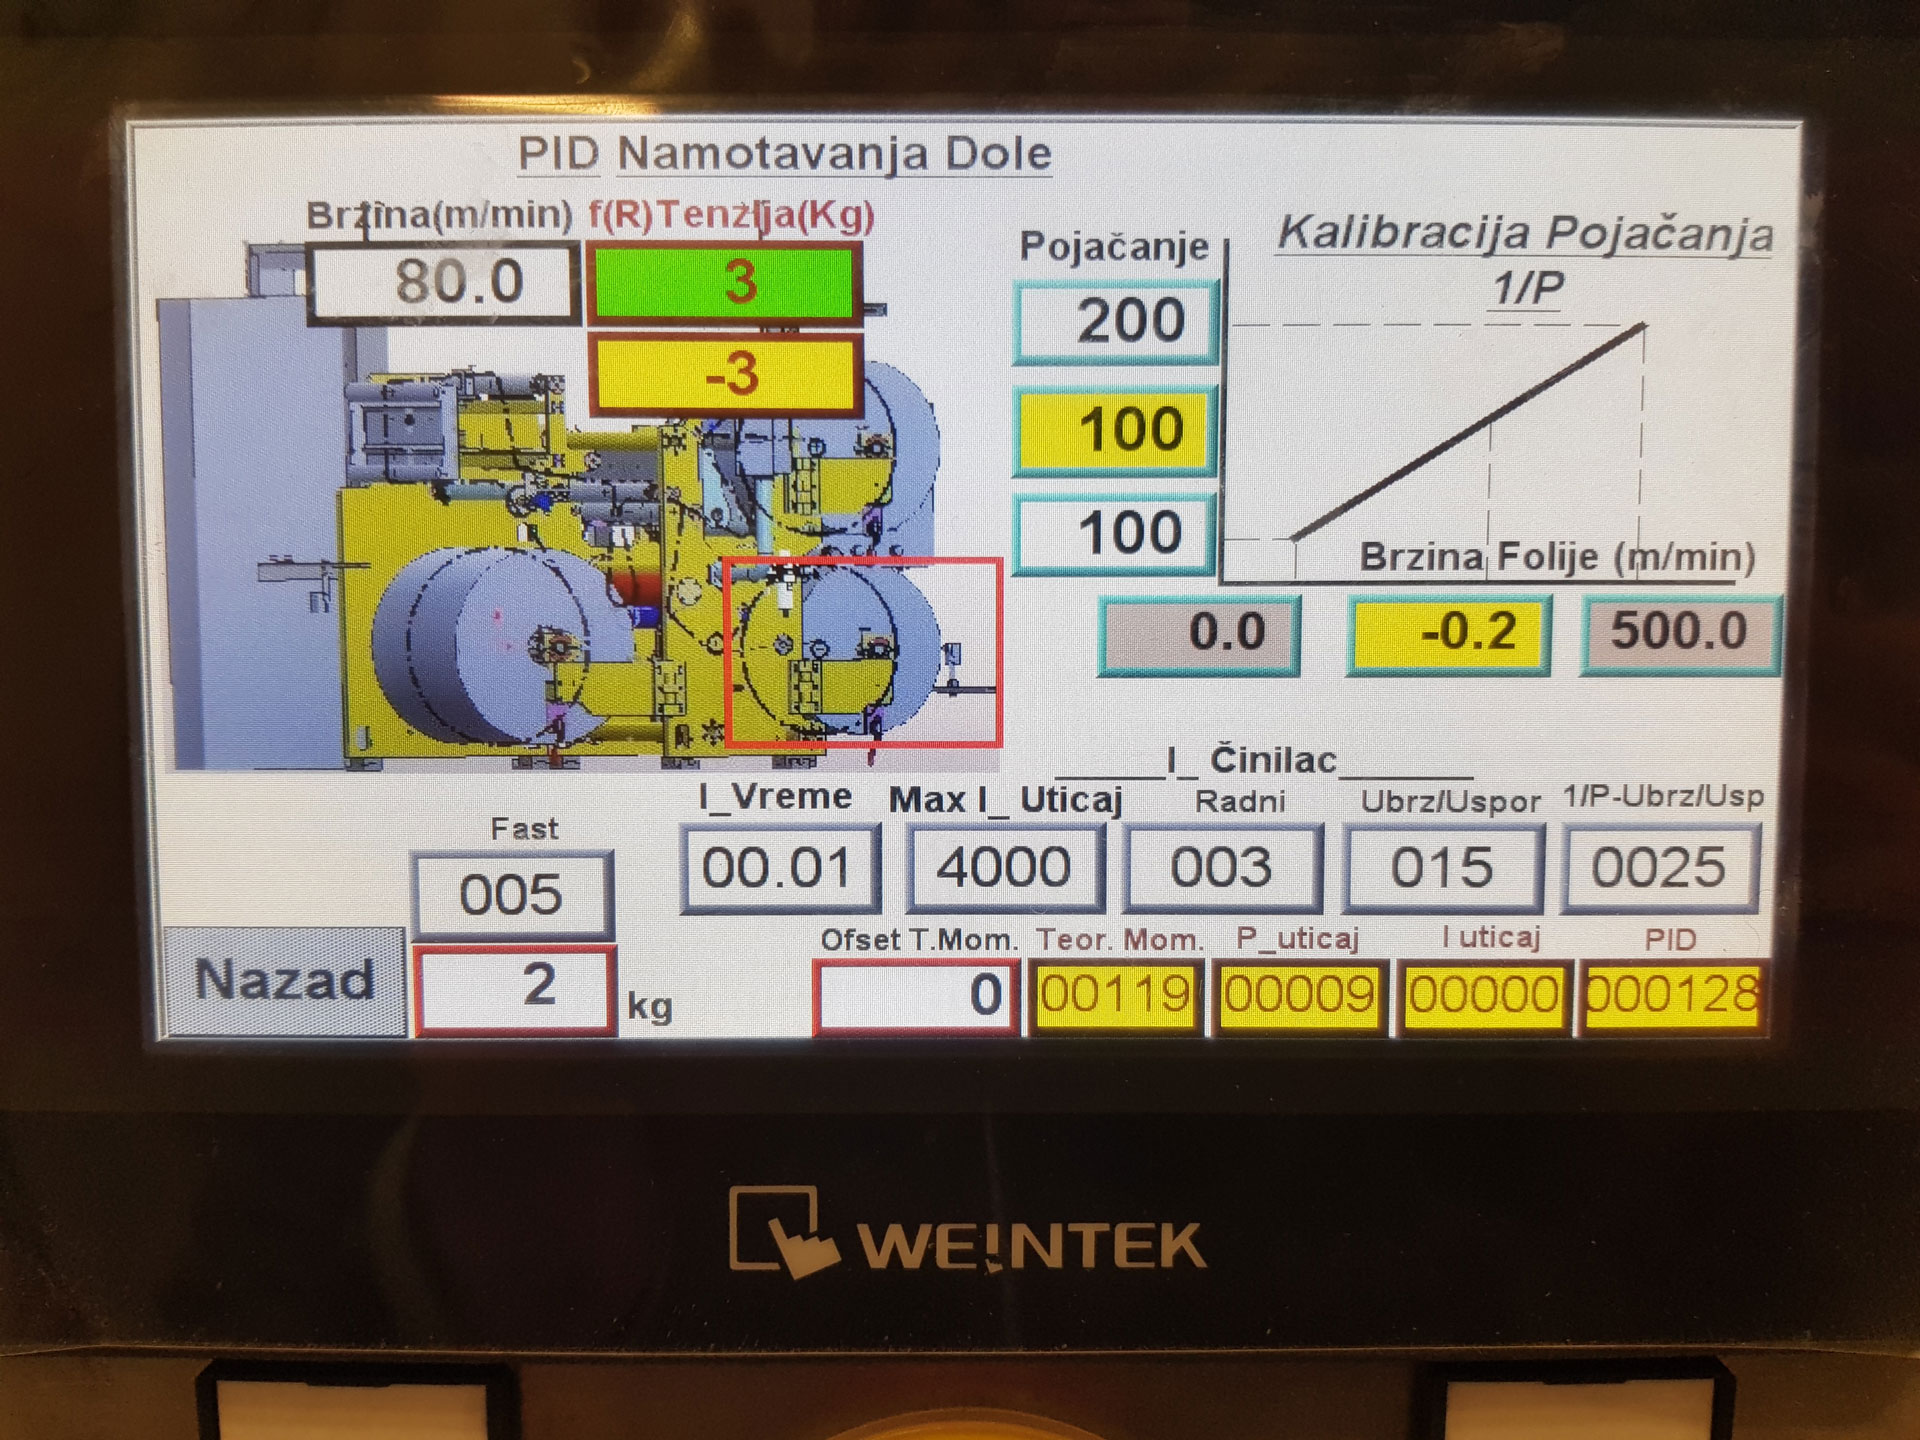 PID Namotavanja Dole
Brzina(m/min) f(R)Tenzija(Kg)
80.0
3
-3
Pojačanje
200
100
100
Kalibracija Pojačanja
1/P
Brzina Folije (m/min)
0.0 -0.2 500.0
I_ Činilac
Fast
005
2 kg
I_Vreme Max I_ Uticaj Radni Ubrz/Uspor 1/P-Ubrz/Usp
00.01 4000 003 015 0025
Ofset T.Mom. Teor. Mom. P_uticaj I uticaj PID
0 00119 00009 00000 000128
Nazad
WEINTEK